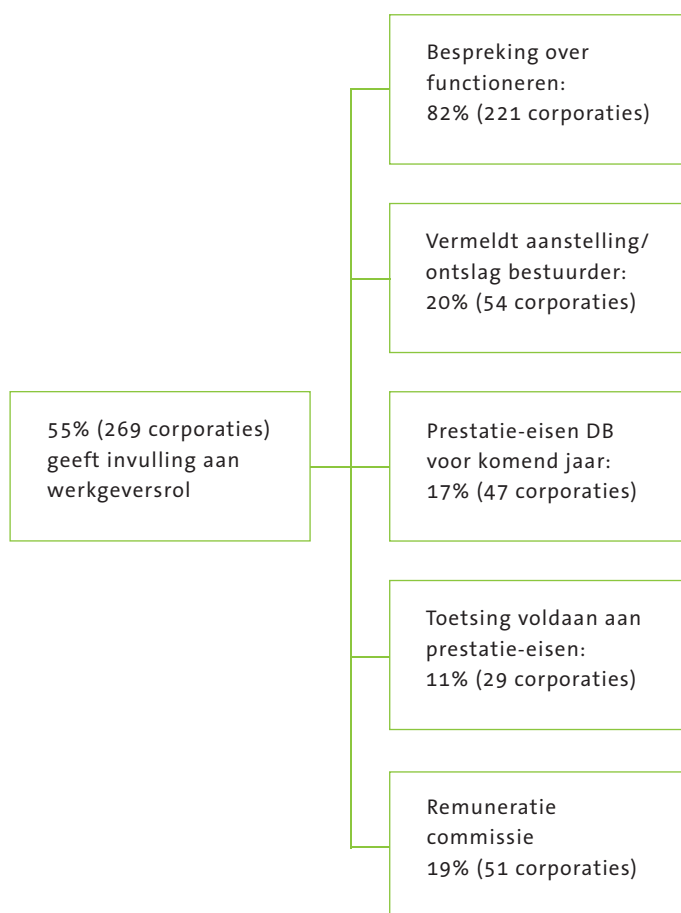 Bespreking over
functioneren:
82% (221 corporaties)
Vermeldt aanstelling/
ontslag bestuurder:
20% (54 corporaties)
55% (269 corporaties)
geeft invulling aan
werkgeversrol
Prestatie-eisen DB
voor komend jaar:
17% (47 corporaties)
Toetsing voldaan aan
prestatie-eisen:
11% (29 corporaties)
Remuneratie
commissie
19% (51 corporaties)